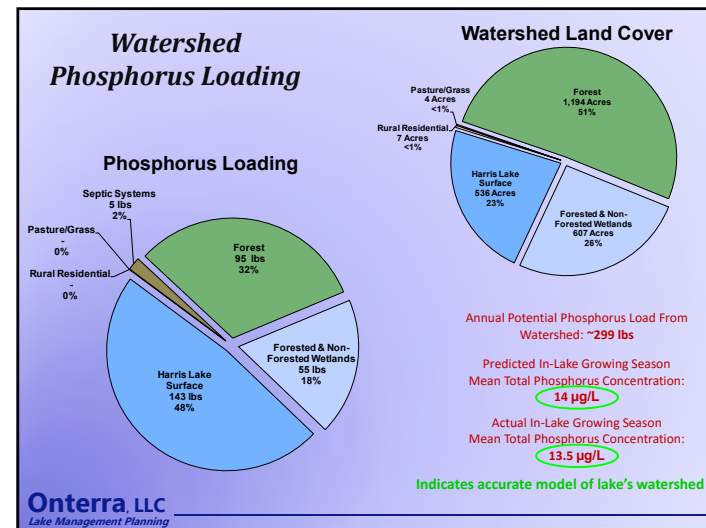 Watershed
Phosphorus Loading
Phosphorus Loading
Septic Systems
5 lbs
2%
Pasture/Grass
-
0%
Rural Residential
-
0%
Forest
95 lbs
32%
Forested & Non-
Forested Wetlands
55 lbs
18%
Harris Lake
Surface
143 lbs
48%
Watershed Land Cover
Pasture/Grass
4 Acres
<1%
Rural Residential
7 Acres
<1%
Forest
1,194 Acres
51%
Harris Lake
Surface
536 Acres
23%
Forested & Non-
Forested Wetlands
607 Acres
26%
Annual Potential Phosphorus Load From
Watershed: ~299 lbs
Predicted In-Lake Growing Season
Mean Total Phosphorus Concentration:
14 µg/L
Actual In-Lake Growing Season
Mean Total Phosphorus Concentration:
13.5 µg/L
Indicates accurate model of lake's watershed
Onterra, LLC
Lake Management Planning